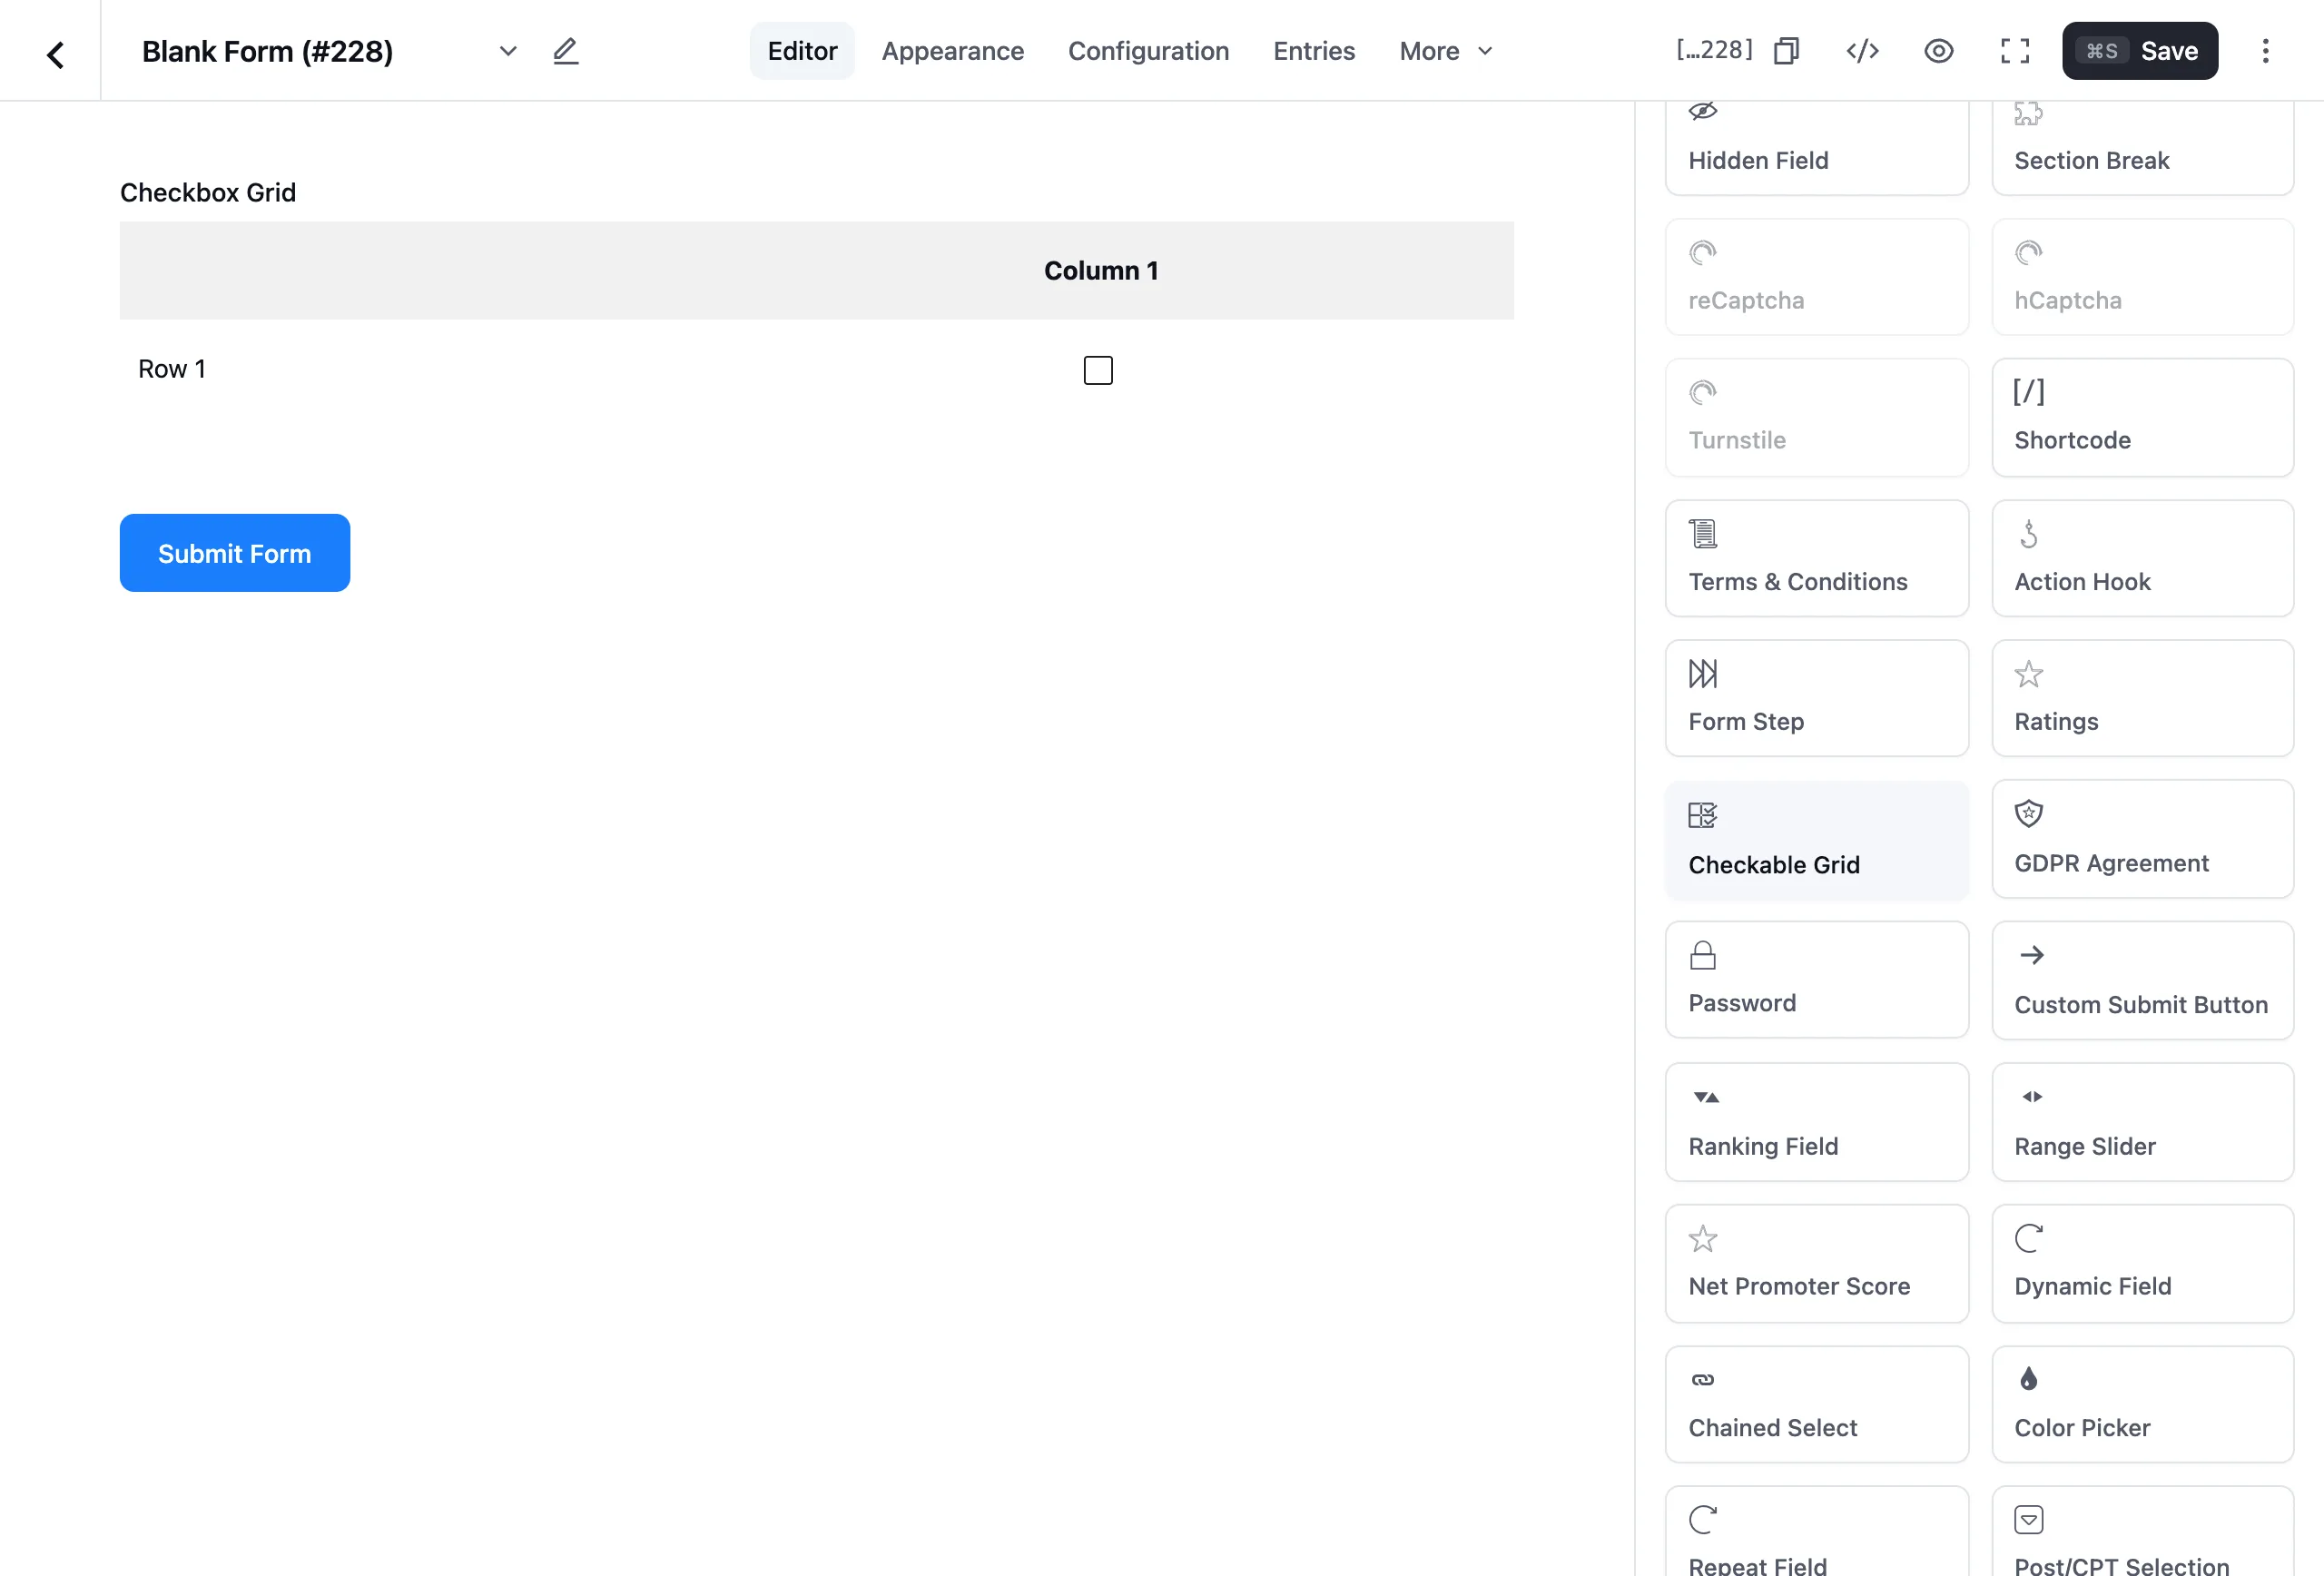 Blank Form (#228)
Editor
Appearance
Configuration
Entries
More
[…228]
</>
⌘S Save
Checkbox Grid
Column 1
Row 1
Submit Form
Hidden Field
Section Break
reCaptcha
hCaptcha
Turnstile
[/]
Shortcode
Terms & Conditions
Action Hook
Form Step
Ratings
Checkable Grid
GDPR Agreement
Password
Custom Submit Button
Ranking Field
Range Slider
Net Promoter Score
Dynamic Field
Chained Select
Color Picker
Repeat Field
Post/CPT Selection